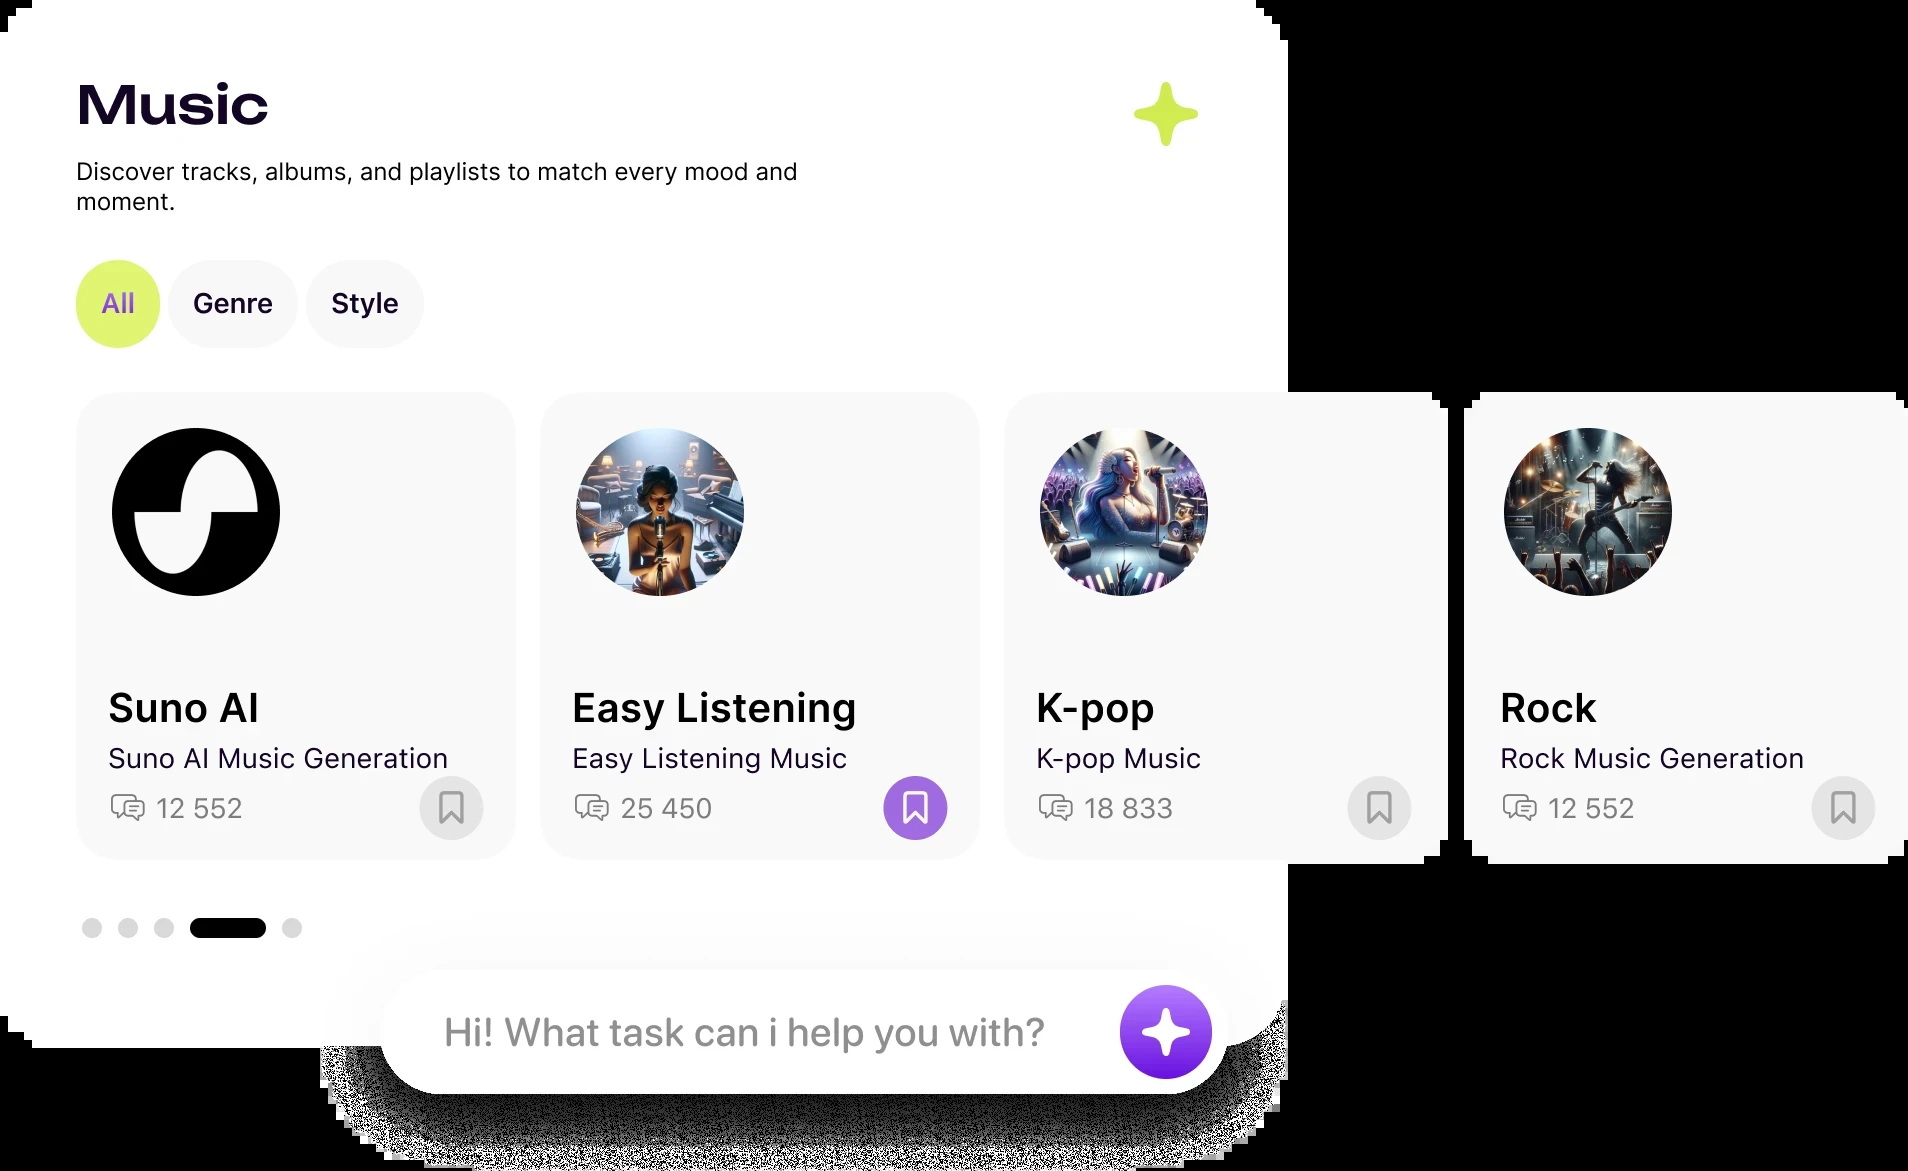 Music
Discover tracks, albums, and playlists to match every mood and
moment.
All
Genre
Style
Suno AI
Suno AI Music Generation
12 552
Easy Listening
Easy Listening Music
25 450
K-pop
K-pop Music
18 833
Rock
Rock Music Generation
12 552
Hi! What task can i help you with?